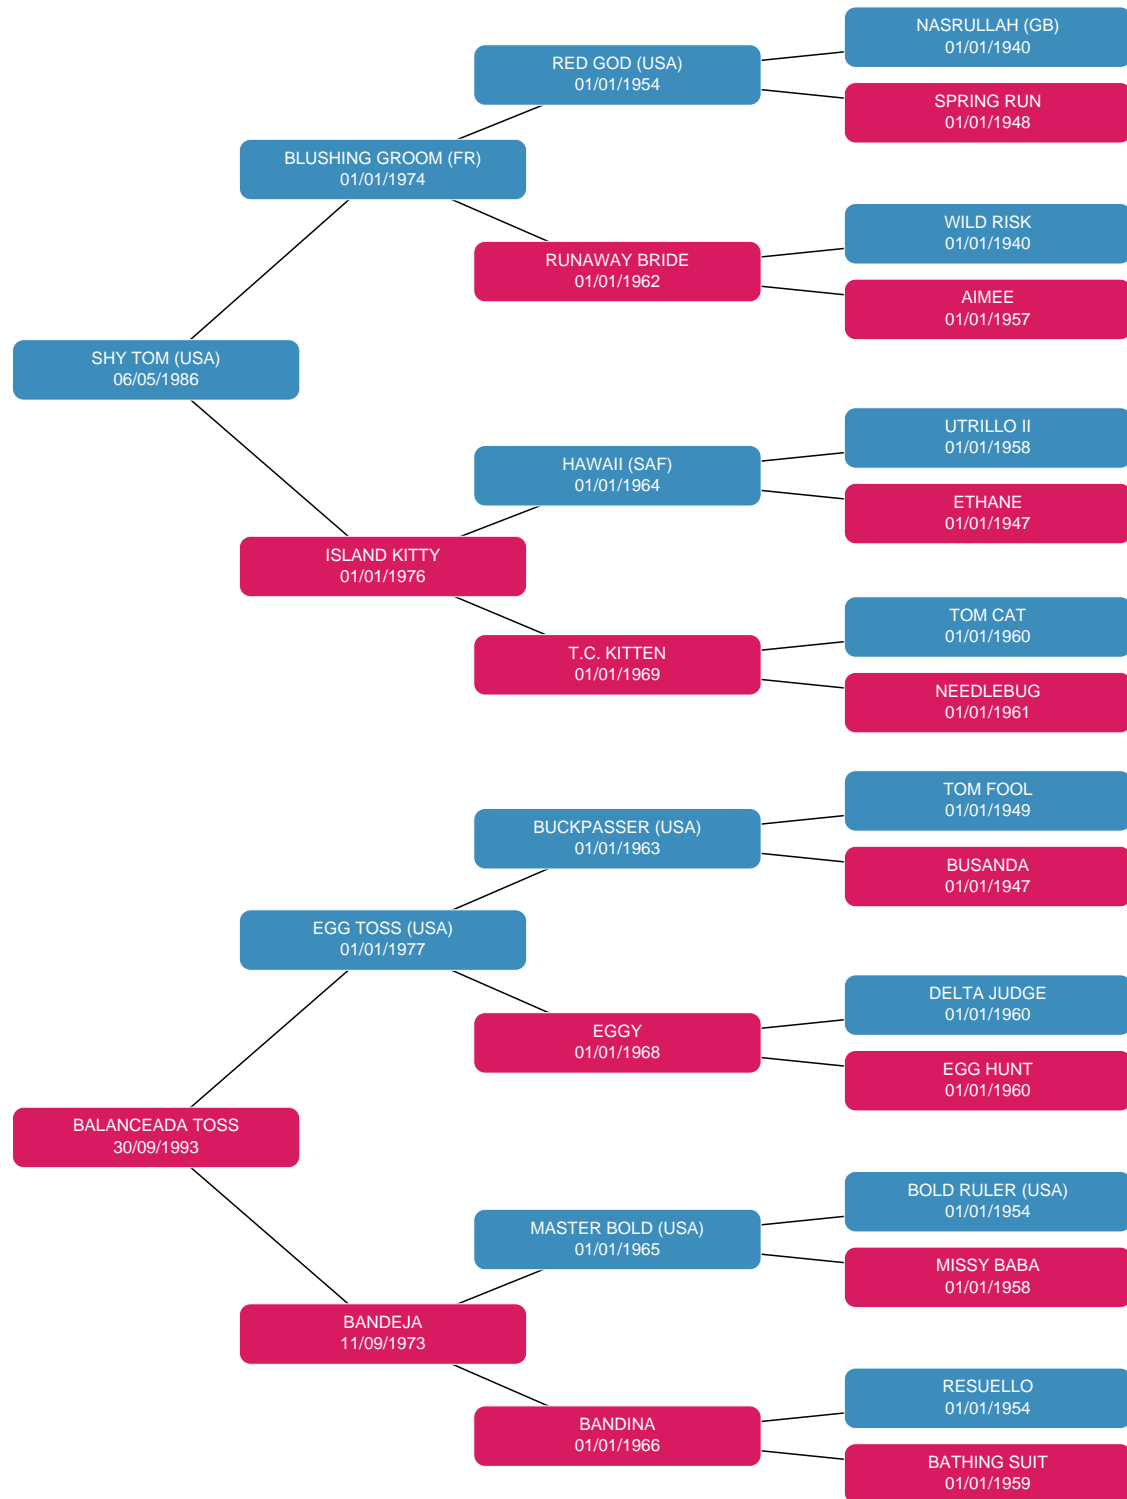 NASRULLAH (GB)
01/01/1940
RED GOD (USA)
01/01/1954
SPRING RUN
01/01/1948
BLUSHING GROOM (FR)
01/01/1974
WILD RISK
01/01/1940
RUNAWAY BRIDE
01/01/1962
AIMEE
01/01/1957
SHY TOM (USA)
06/05/1986
UTRILLO II
01/01/1958
HAWAII (SAF)
01/01/1964
ETHANE
01/01/1947
ISLAND KITTY
01/01/1976
TOM CAT
01/01/1960
T.C. KITTEN
01/01/1969
NEEDLEBUG
01/01/1961
TOM FOOL
01/01/1949
BUCKPASSER (USA)
01/01/1963
BUSANDA
01/01/1947
EGG TOSS (USA)
01/01/1977
DELTA JUDGE
01/01/1960
EGGY
01/01/1968
EGG HUNT
01/01/1960
BALANCEADA TOSS
30/09/1993
BOLD RULER (USA)
01/01/1954
MASTER BOLD (USA)
01/01/1965
MISSY BABA
01/01/1958
BANDEJA
11/09/1973
RESUELLO
01/01/1954
BANDINA
01/01/1966
BATHING SUIT
01/01/1959